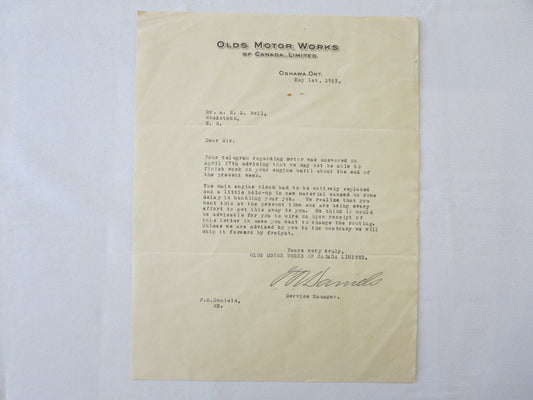 OLDS MOTOR WORKS
OF CANADA, LIMITED
OSHAWA, ONT.
May 1st, 1923.
Mr. A. E. L. Bell,
Woodstock,
N. B.
Dear Sir:
Your telegram regarding motor was answered on
April 27th advising that we may not be able to
finish work on your engine until about the end of
the present week.
The main engine block had to be entirely replaced
and a little hold-up in new material caused us some
delay in handling your job. We realize that you
want this at the present time and are using every
effort to get this away to you. We think it would
be advisable for you to wire us upon receipt of
this letter in case you want to change the routing.
Unless we are advised by you to the contrary we will
ship it forward by freight.
Yours very truly,
OLDS MOTOR WORKS OF CANADA LIMITED,
Daniels
Service Manager.
Daniels,